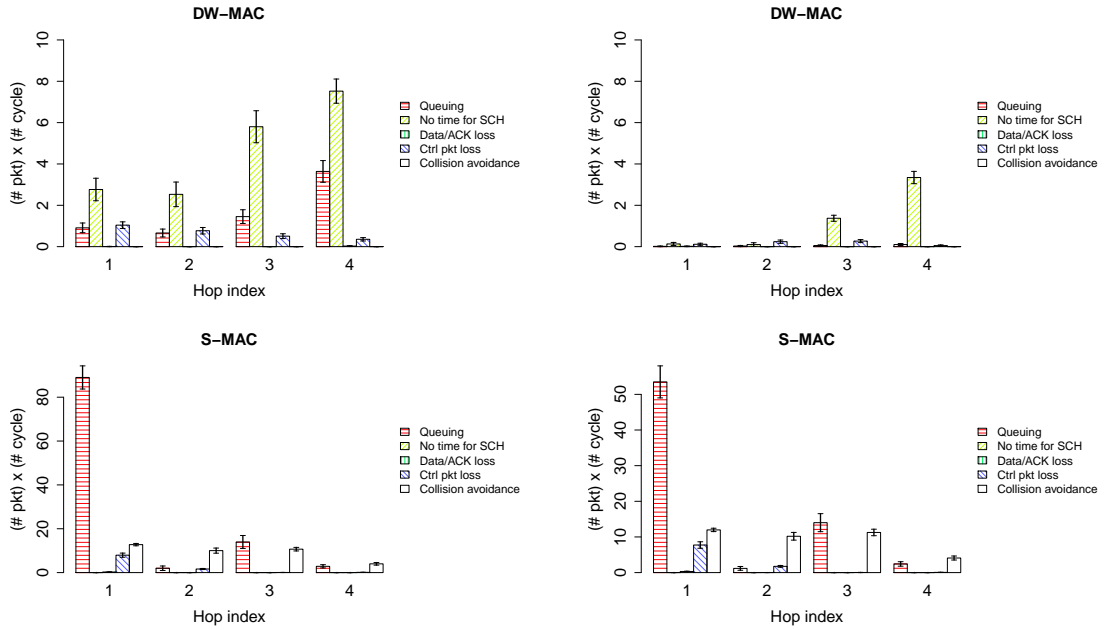 DW−MAC
(# pkt) x (# cycle)
10
8
6
4
2
0
Queuing
No time for SCH
Data/ACK loss
Ctrl pkt loss
Collision avoidance
1 2 3 4
Hop index
DW−MAC
(# pkt) x (# cycle)
10
8
6
4
2
0
Queuing
No time for SCH
Data/ACK loss
Ctrl pkt loss
Collision avoidance
1 2 3 4
Hop index
S−MAC
(# pkt) x (# cycle)
80
60
40
20
0
Queuing
No time for SCH
Data/ACK loss
Ctrl pkt loss
Collision avoidance
1 2 3 4
Hop index
S−MAC
(# pkt) x (# cycle)
50
40
30
20
10
0
Queuing
No time for SCH
Data/ACK loss
Ctrl pkt loss
Collision avoidance
1 2 3 4
Hop index